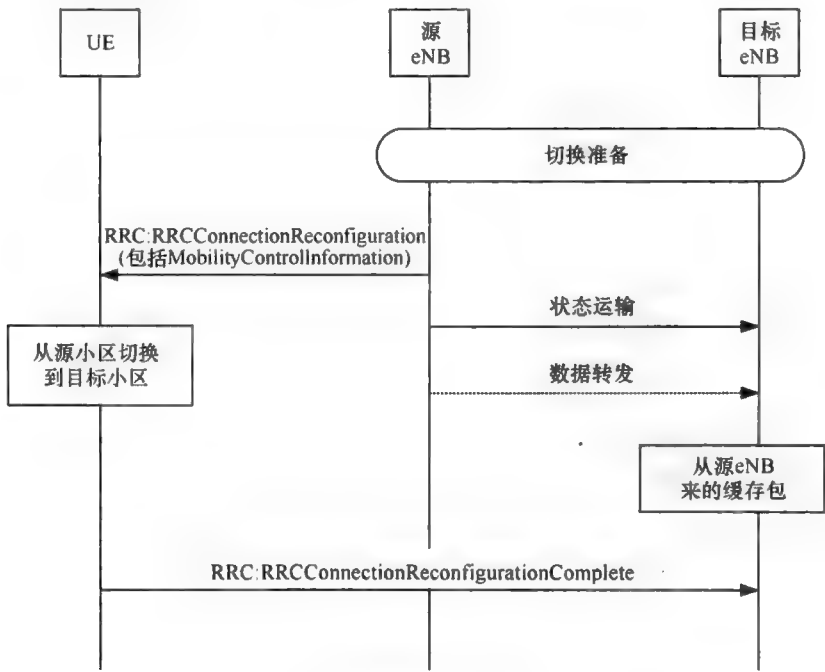 UE
源
eNB
目标
eNB
切换准备
RRC:RRCConnectionReconfiguration
(包括MobilityControlInformation)
状态运输
从源小区切换
到目标小区
数据转发
从源eNB
来的缓存包
RRC:RRCConnectionReconfigurationComplete